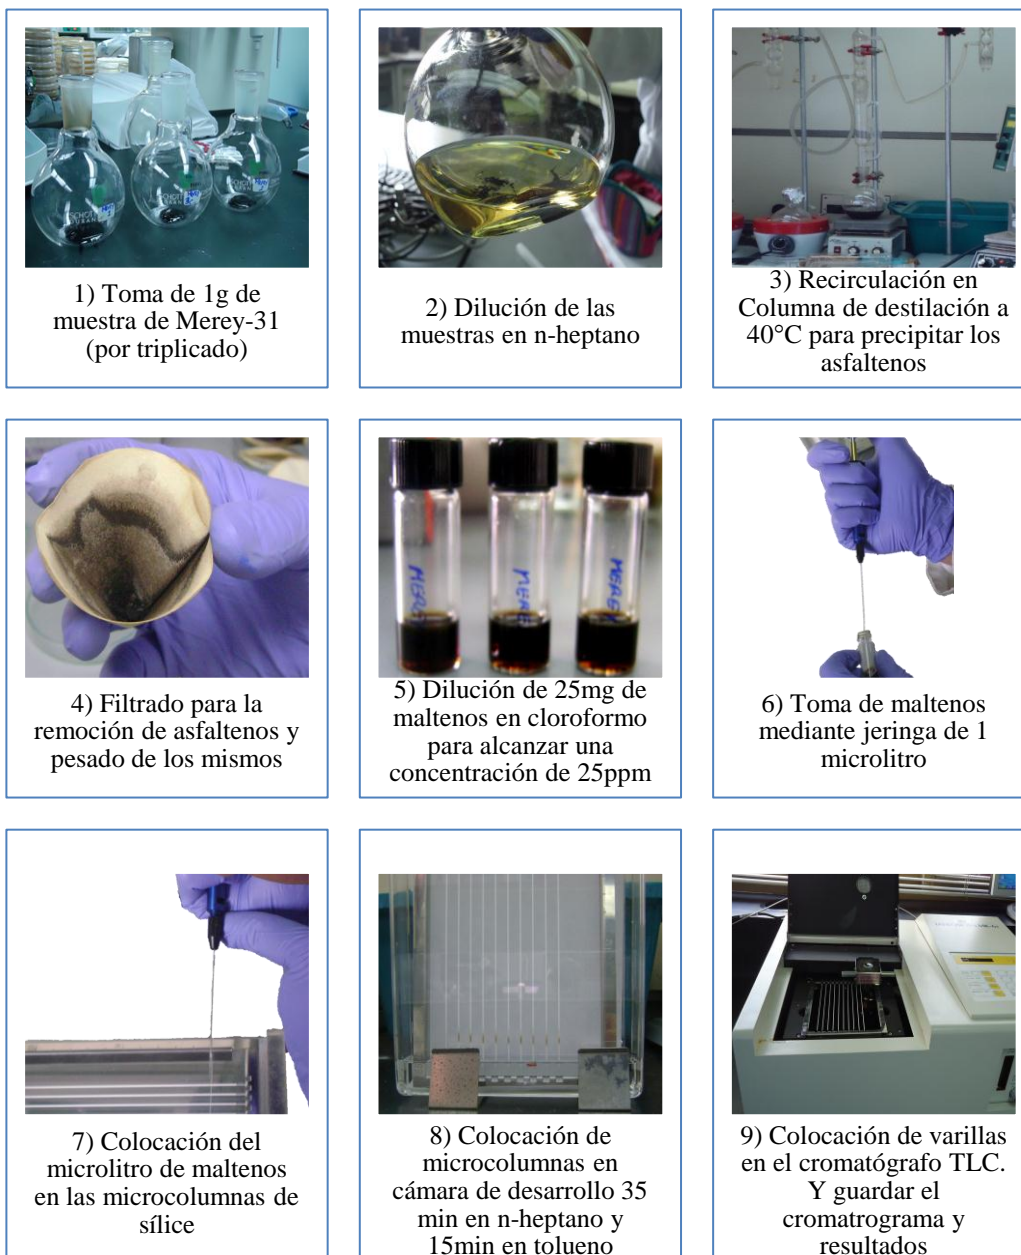 1) Toma de 1g de
muestra de Merey-31
(por triplicado)
2) Dilución de las
muestras en n-heptano
3) Recirculación en
Columna de destilación a
40°C para precipitar los
asfaltenos
4) Filtrado para la
remoción de asfaltenos y
pesado de los mismos
MEREY
MEREY
MEREY
5) Dilución de 25mg de
maltenos en cloroformo
para alcanzar una
concentración de 25ppm
6) Toma de maltenos
mediante jeringa de 1
microlitro
7) Colocación del
microlitro de maltenos
en las microcolumnas de
sílice
8) Colocación de
microcolumnas en
cámara de desarrollo 35
min en n-heptano y
15min en tolueno
9) Colocación de varillas
en el cromatógrafo TLC.
Y guardar el
cromatrograma y
resultados